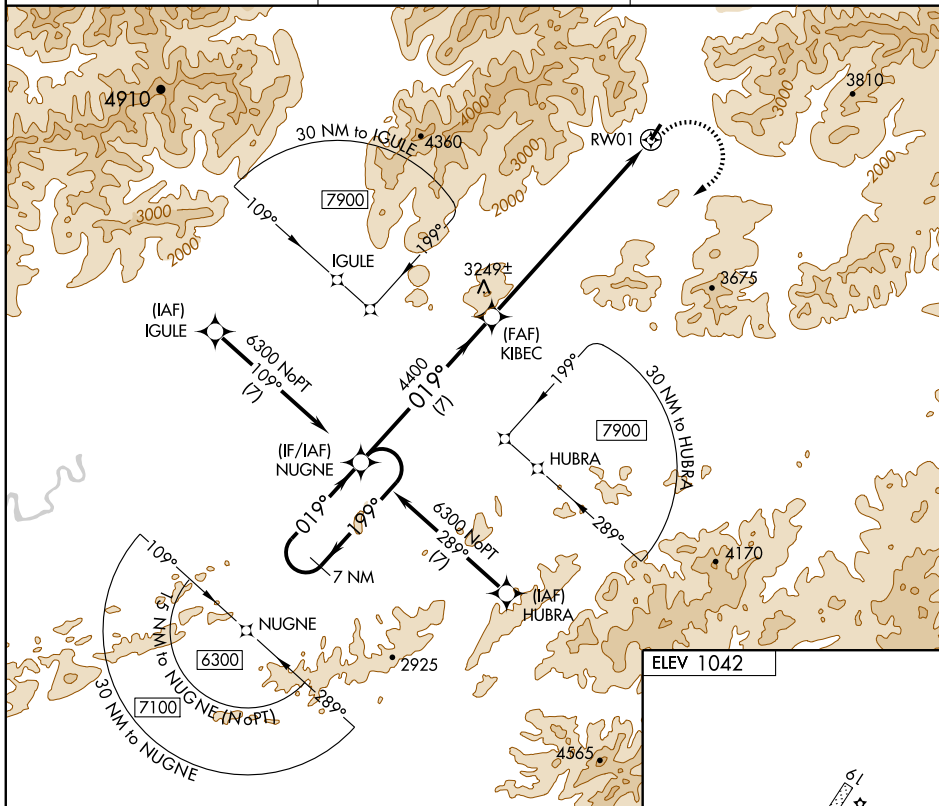 4910
3810
3000
4000
30 NM to IGULE
4360
RW01
3000
2000
7900
2000
3000
109°
199°
2000
IGULE
3249±
3675
(IAF)
IGULE
(FAF)
KIBEC
6300 NoPT
109°
(7)
4400
019°
(7)
199°
30 NM to HUBRA
7900
(IF/IAF)
NUGNE
HUBRA
019°
199°
6300 NoPT
289°
(7)
289°
109°
7 NM
4170
(IAF)
HUBRA
15 NM to NUGNE (NoPT)
NUGNE
6300
2925
7100
289°
30 NM to NUGNE
ELEV 1042
4565
19